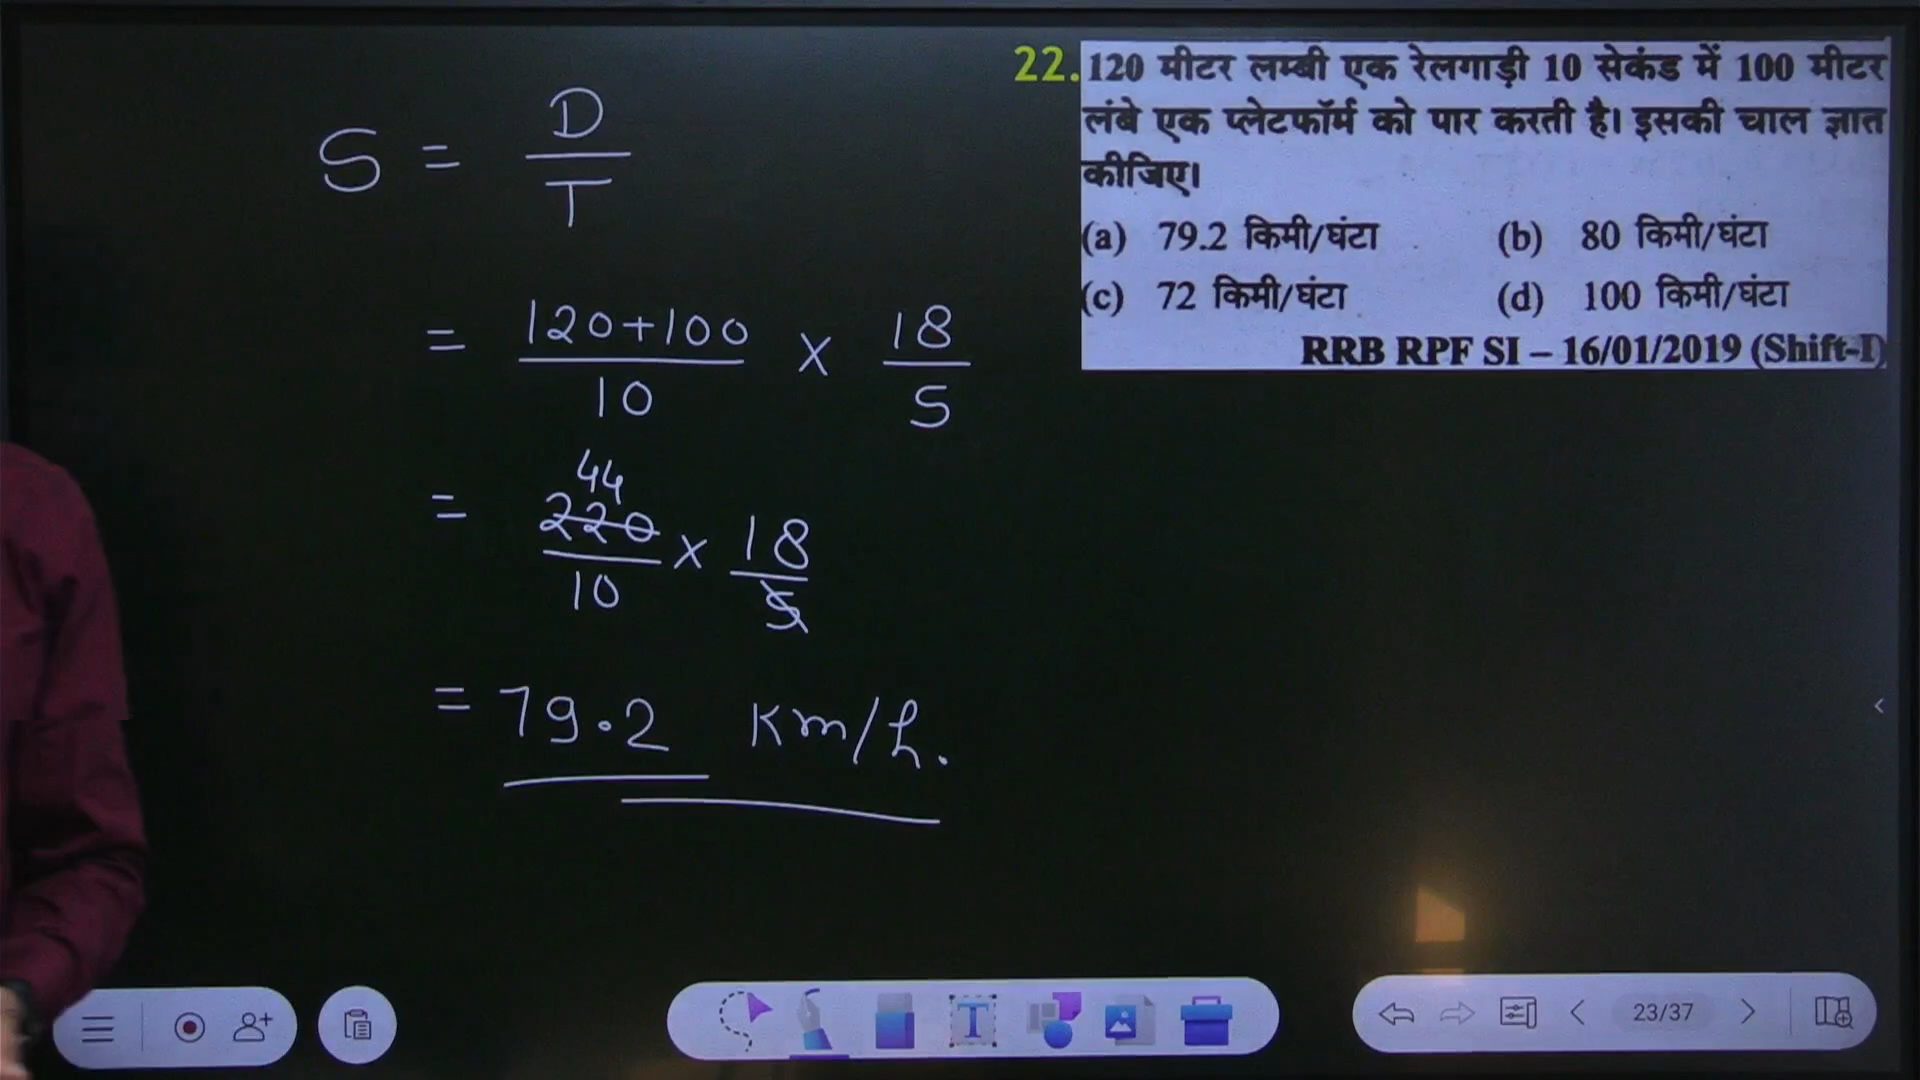 S = D/T
= 120+100/10 × 18/5
44
= 220/10 × 18/5
= 79.2 Km/h.
22. 120 मीटर लम्बी एक रेलगाड़ी 10 सेकंड में 100 मीटर
लंबे एक प्लेटफॉर्म को पार करती है। इसकी चाल ज्ञात
कीजिए।
(a) 79.2 किमी/घंटा (b) 80 किमी/घंटा
(c) 72 किमी/घंटा (d) 100 किमी/घंटा
RRB RPF SI – 16/01/2019 (Shift-I)
T
23/37